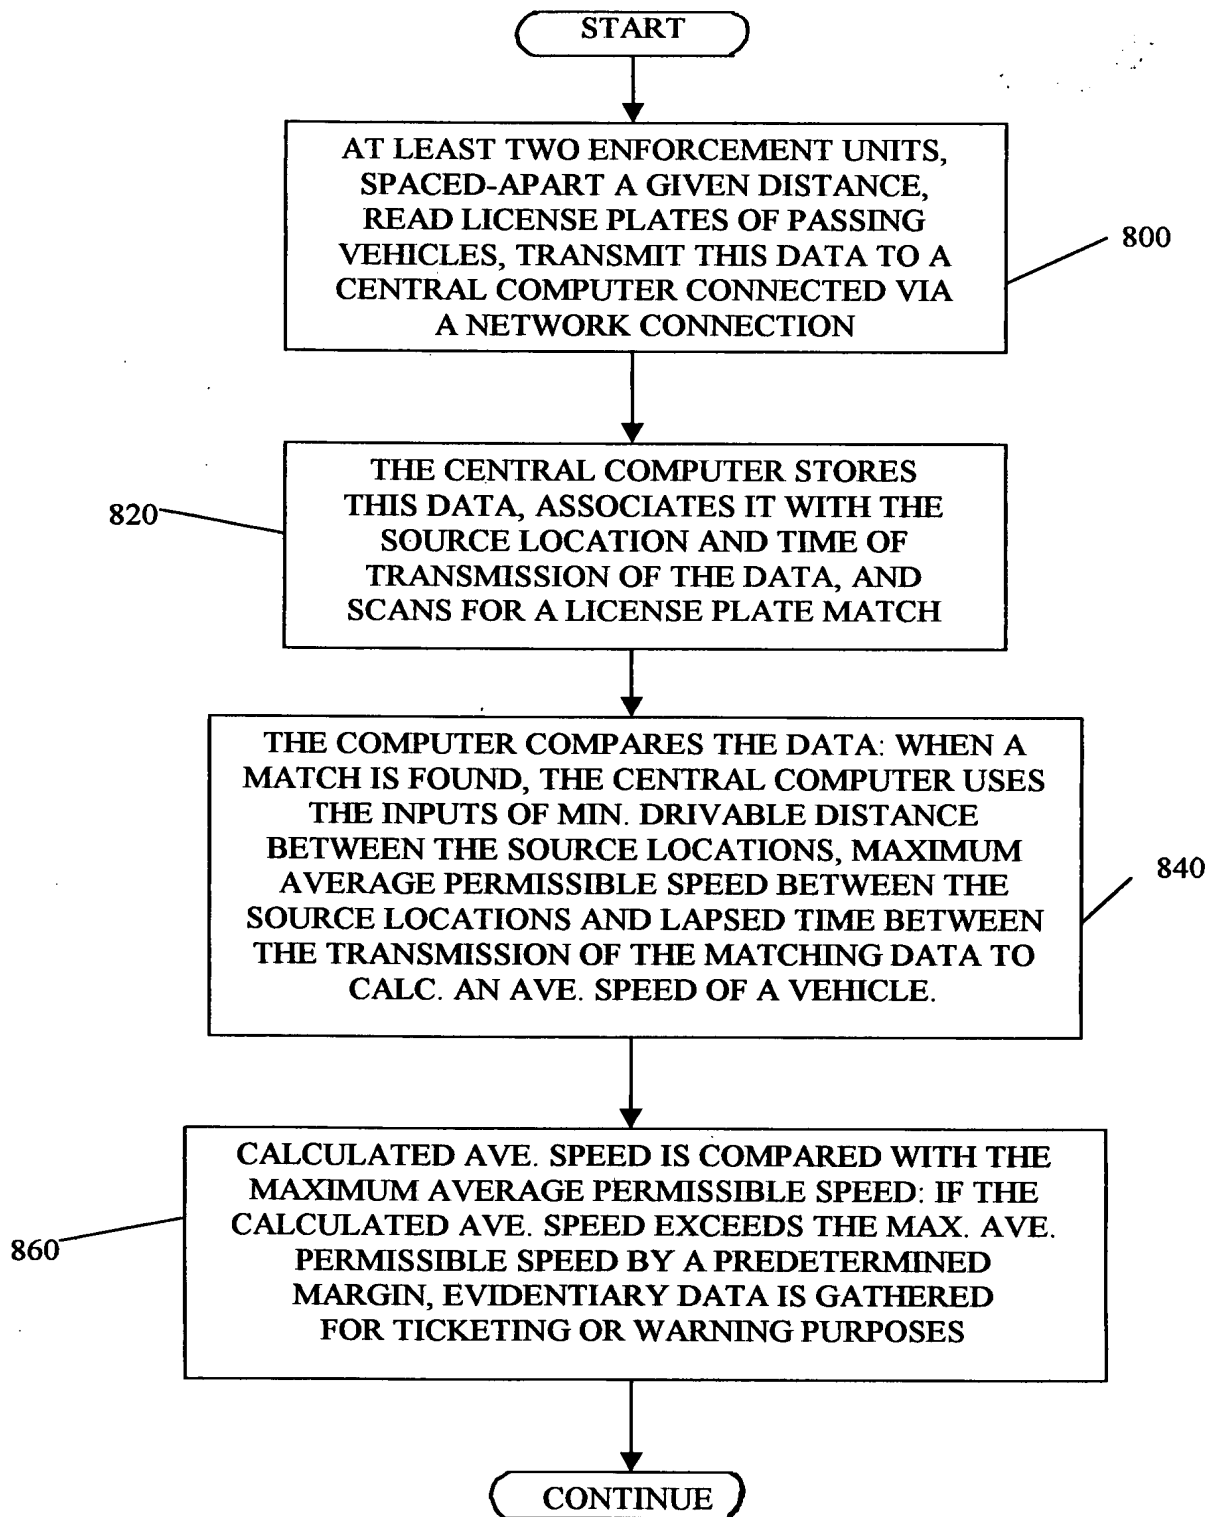 START
AT LEAST TWO ENFORCEMENT UNITS,
SPACED-APART A GIVEN DISTANCE,
READ LICENSE PLATES OF PASSING
VEHICLES, TRANSMIT THIS DATA TO A
CENTRAL COMPUTER CONNECTED VIA
A NETWORK CONNECTION
800
THE CENTRAL COMPUTER STORES
THIS DATA, ASSOCIATES IT WITH THE
SOURCE LOCATION AND TIME OF
TRANSMISSION OF THE DATA, AND
SCANS FOR A LICENSE PLATE MATCH
820
THE COMPUTER COMPARES THE DATA: WHEN A
MATCH IS FOUND, THE CENTRAL COMPUTER USES
THE INPUTS OF MIN. DRIVABLE DISTANCE
BETWEEN THE SOURCE LOCATIONS, MAXIMUM
AVERAGE PERMISSIBLE SPEED BETWEEN THE
SOURCE LOCATIONS AND LAPSED TIME BETWEEN
THE TRANSMISSION OF THE MATCHING DATA TO
CALC. AN AVE. SPEED OF A VEHICLE.
840
CALCULATED AVE. SPEED IS COMPARED WITH THE
MAXIMUM AVERAGE PERMISSIBLE SPEED: IF THE
CALCULATED AVE. SPEED EXCEEDS THE MAX. AVE.
PERMISSIBLE SPEED BY A PREDETERMINED
MARGIN, EVIDENTIARY DATA IS GATHERED
FOR TICKETING OR WARNING PURPOSES
860
CONTINUE